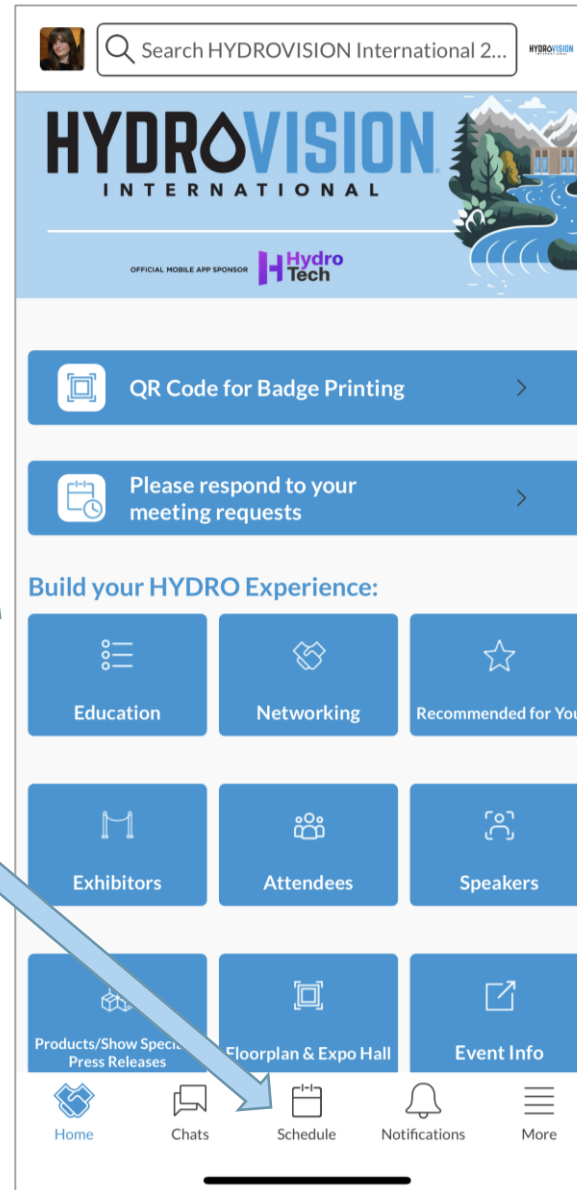 Search HYDROVISION International 2...
HYDROVISION
INTERNATIONAL
HYDROVISION
INTERNATIONAL
OFFICIAL MOBILE APP SPONSOR
Hydro
Tech
QR Code for Badge Printing
Please respond to your
meeting requests
Build your HYDRO Experience:
Education
Networking
Recommended for You
Exhibitors
Attendees
Speakers
Products/Show
Press Releases
Floorplan & Expo Hall
Event Info
Home
Chats
Schedule
Notifications
More